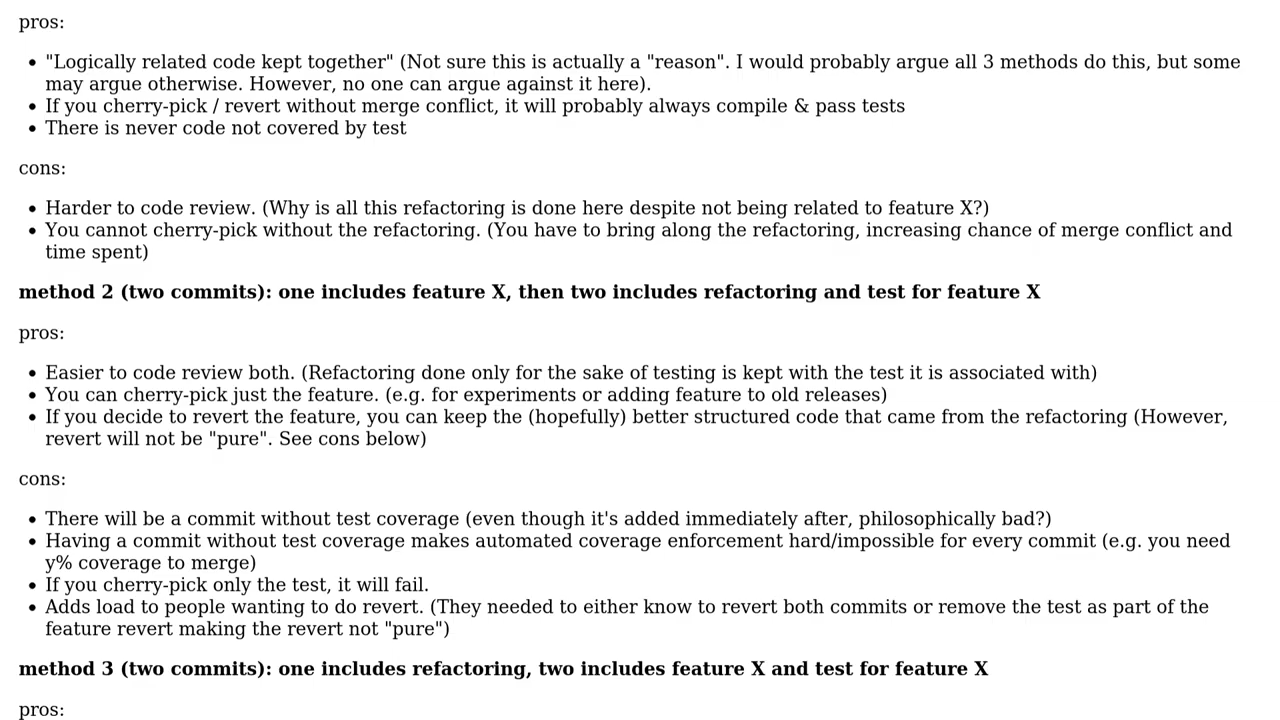 pros:
• "Logically related code kept together" (Not sure this is actually a "reason". I would probably argue all 3 methods do this, but some
may argue otherwise. However, no one can argue against it here).
• If you cherry-pick / revert without merge conflict, it will probably always compile & pass tests
• There is never code not covered by test
cons:
• Harder to code review. (Why is all this refactoring is done here despite not being related to feature X?)
• You cannot cherry-pick without the refactoring. (You have to bring along the refactoring, increasing chance of merge conflict and
time spent)
method 2 (two commits): one includes feature X, then two includes refactoring and test for feature X
pros:
• Easier to code review both. (Refactoring done only for the sake of testing is kept with the test it is associated with)
• You can cherry-pick just the feature. (e.g. for experiments or adding feature to old releases)
• If you decide to revert the feature, you can keep the (hopefully) better structured code that came from the refactoring (However,
revert will not be "pure". See cons below)
cons:
• There will be a commit without test coverage (even though it's added immediately after, philosophically bad?)
• Having a commit without test coverage makes automated coverage enforcement hard/impossible for every commit (e.g. you need
y% coverage to merge)
• If you cherry-pick only the test, it will fail.
• Adds load to people wanting to do revert. (They needed to either know to revert both commits or remove the test as part of the
feature revert making the revert not "pure")
method 3 (two commits): one includes refactoring, two includes feature X and test for feature X
pros: